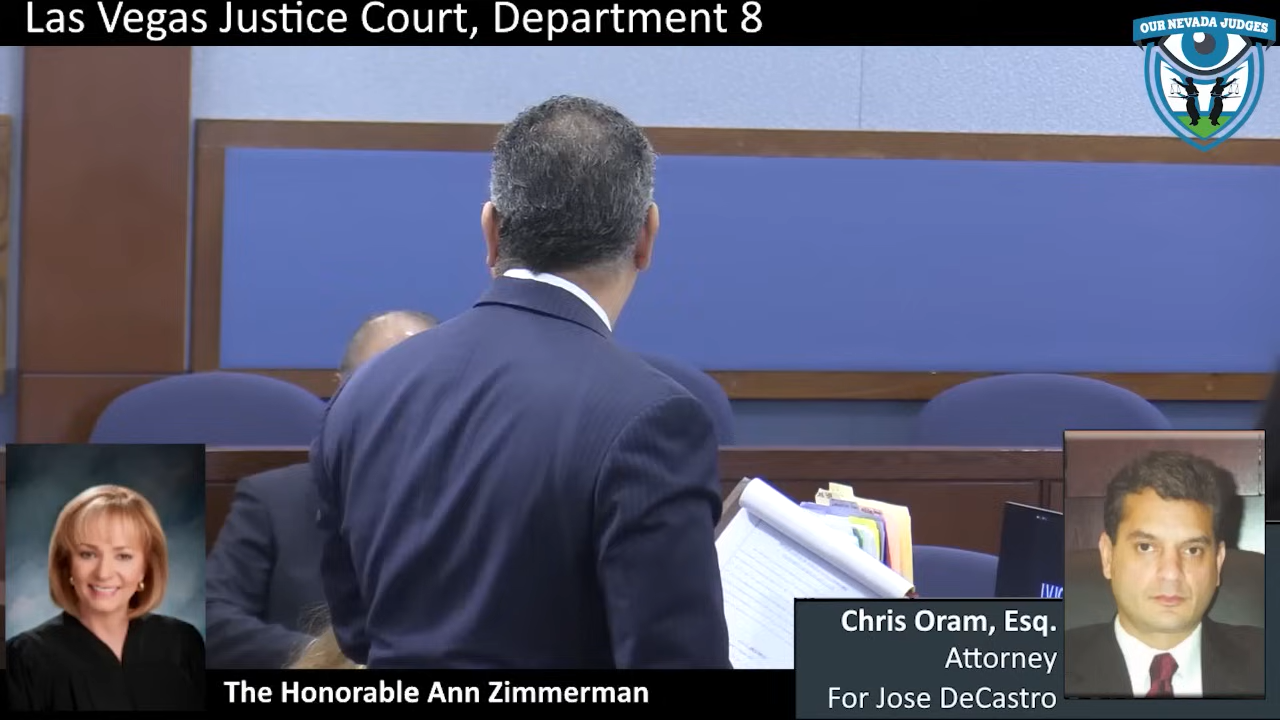 Las Vegas Justice Court, Department 8
OUR NEVADA JUDGES
Chris Oram, Esq.
Attorney
For Jose DeCastro
The Honorable Ann Zimmerman